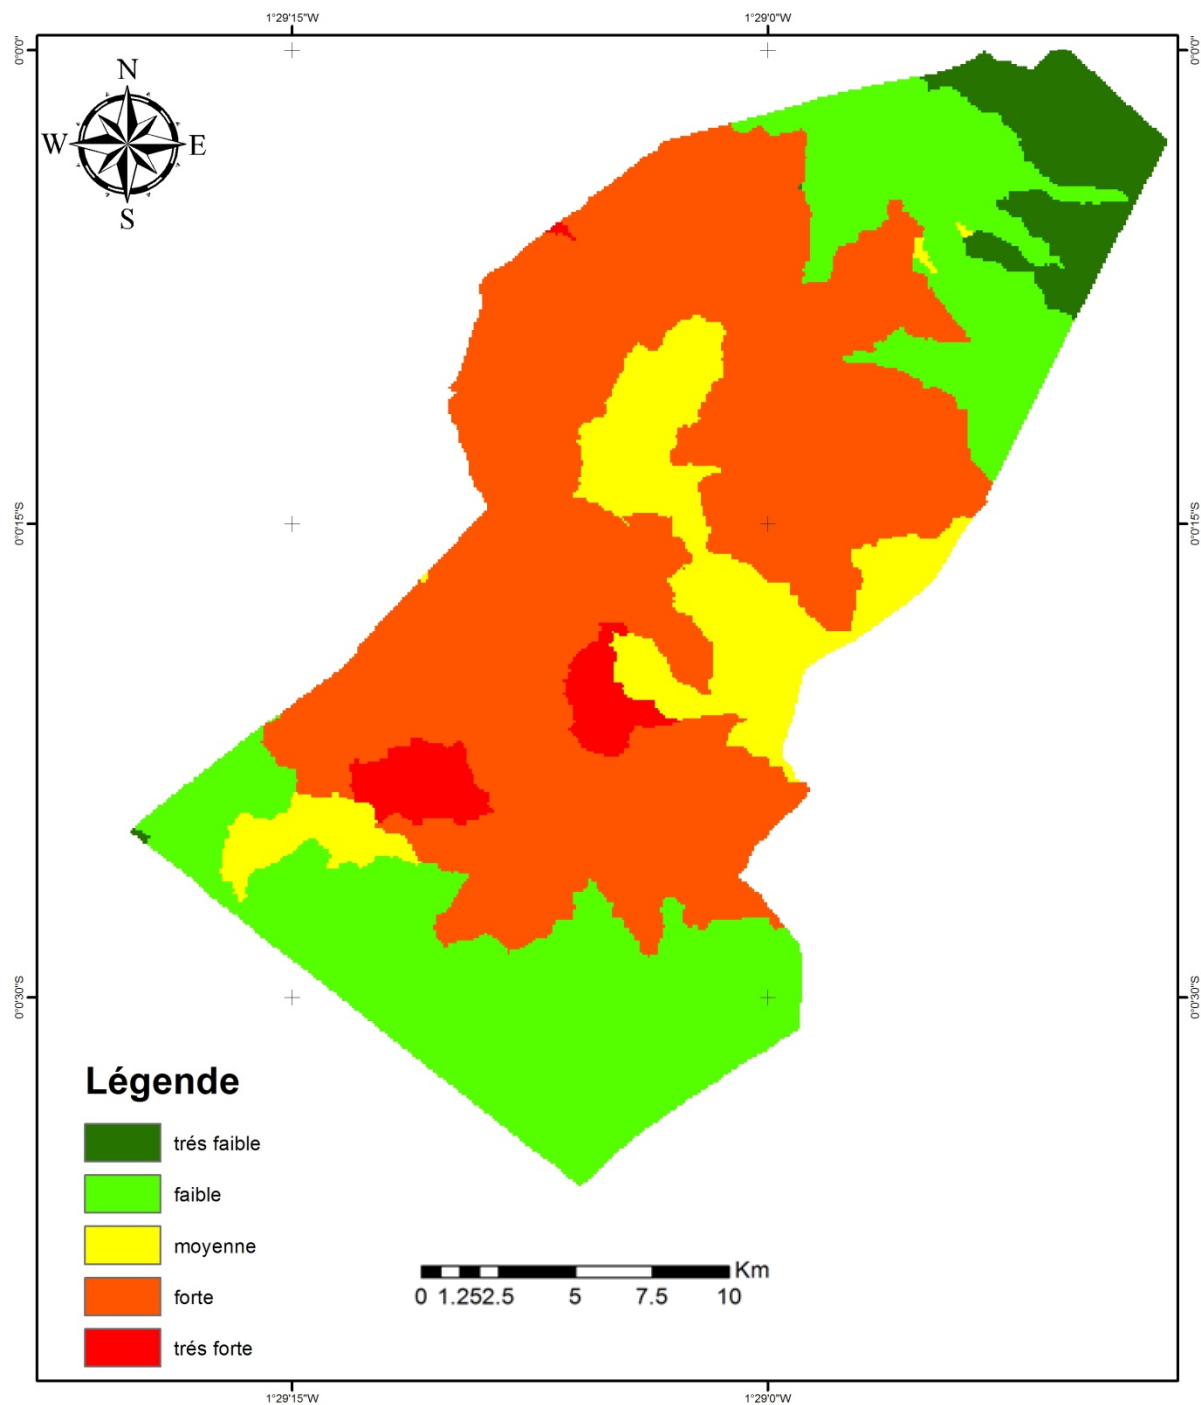 1°29'15"W 1°29'0"W
0°0'0" 0°0'0"
N
W E
S
0°0'15"S 0°0'15"S
0°0'30"S 0°0'30"S
Légende
trés faible
faible
moyenne
forte
trés forte
Km
0 1.252.5 5 7.5 10
1°29'15"W 1°29'0"W